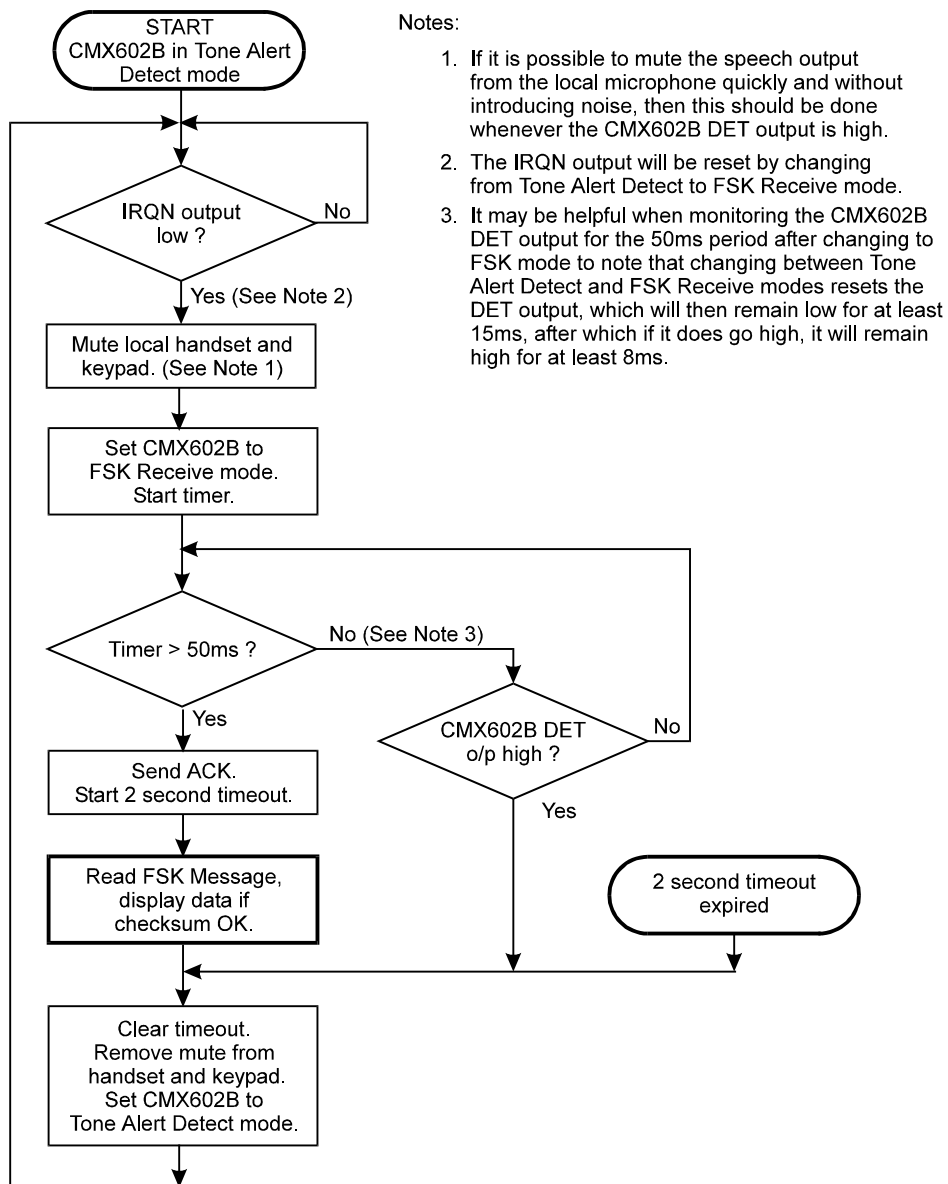 START
CMX602B in Tone Alert
Detect mode
Notes:
1. If it is possible to mute the speech output
from the local microphone quickly and without
introducing noise, then this should be done
whenever the CMX602B DET output is high.
2. The IRQN output will be reset by changing
from Tone Alert Detect to FSK Receive mode.
3. It may be helpful when monitoring the CMX602B
DET output for the 50ms period after changing to
FSK mode to note that changing between Tone
Alert Detect and FSK Receive modes resets the
DET output, which will then remain low for at least
15ms, after which if it does go high, it will remain
high for at least 8ms.
IRQN output
low ?
No
Yes (See Note 2)
Mute local handset and
keypad. (See Note 1)
Set CMX602B to
FSK Receive mode.
Start timer.
Timer > 50ms ?
No (See Note 3)
Yes
CMX602B DET
o/p high ?
No
Yes
Send ACK.
Start 2 second timeout.
Read FSK Message,
display data if
checksum OK.
2 second timeout
expired
Clear timeout.
Remove mute from
handset and keypad.
Set CMX602B to
Tone Alert Detect mode.